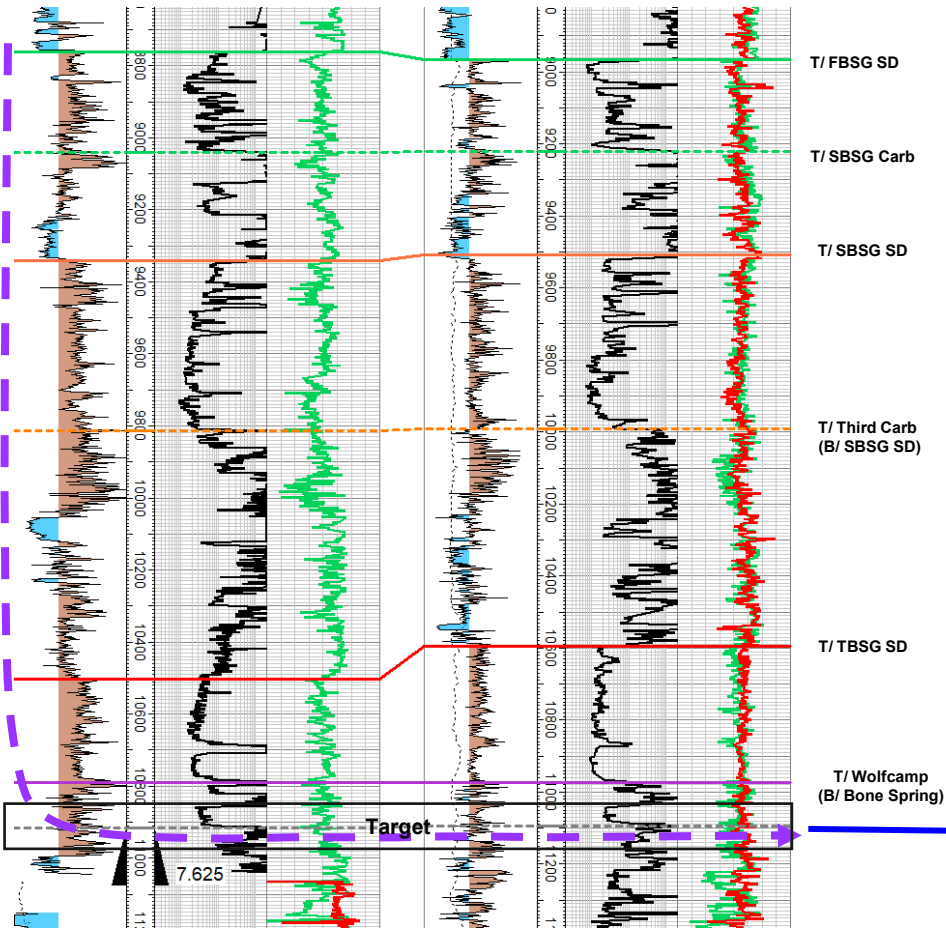 T/ FBSG SD
T/ SBSG Carb
T/ SBSG SD
T/ Third Carb
(B/ SBSG SD)
T/ TBSG SD
T/ Wolfcamp
(B/ Bone Spring)
Target
7.625
8800
9000
9200
9400
9600
9800
10000
10200
10400
10600
10800
11000
0
9000
9200
9400
9600
9800
10000
10200
10400
10600
10800
11000
11200